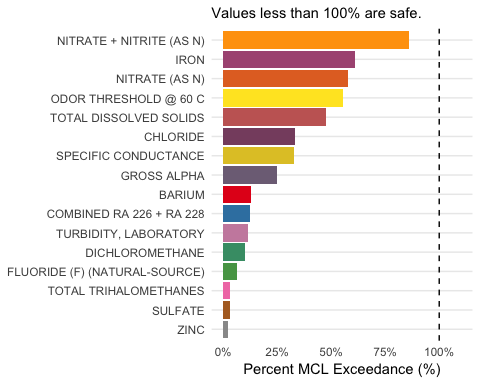 Values less than 100% are safe.
NITRATE + NITRITE (AS N)
IRON
NITRATE (AS N)
ODOR THRESHOLD @ 60 C
TOTAL DISSOLVED SOLIDS
CHLORIDE
SPECIFIC CONDUCTANCE
GROSS ALPHA
BARIUM
COMBINED RA 226 + RA 228
TURBIDITY, LABORATORY
DICHLOROMETHANE
FLUORIDE (F) (NATURAL-SOURCE)
TOTAL TRIHALOMETHANES
SULFATE
ZINC
0% 25% 50% 75% 100%
Percent MCL Exceedance (%)